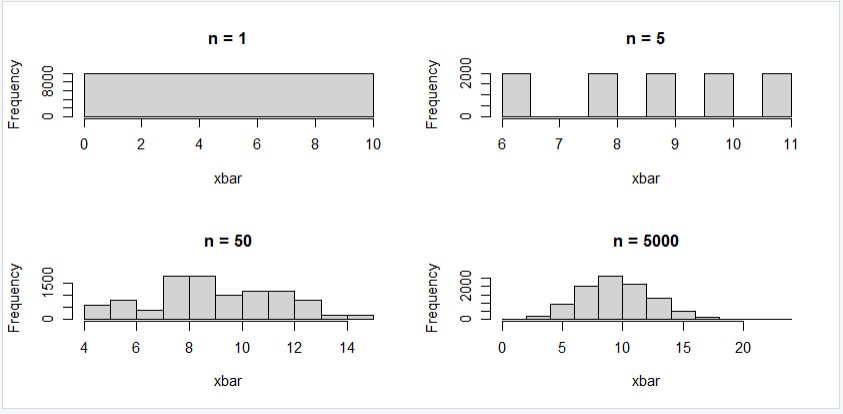 n = 1
Frequency
8000
0
0 2 4 6 8 10
xbar
n = 5
Frequency
2000
0
6 7 8 9 10 11
xbar
n = 50
Frequency
1500
0
4 6 8 10 12 14
xbar
n = 5000
Frequency
2000
0
0 5 10 15 20
xbar